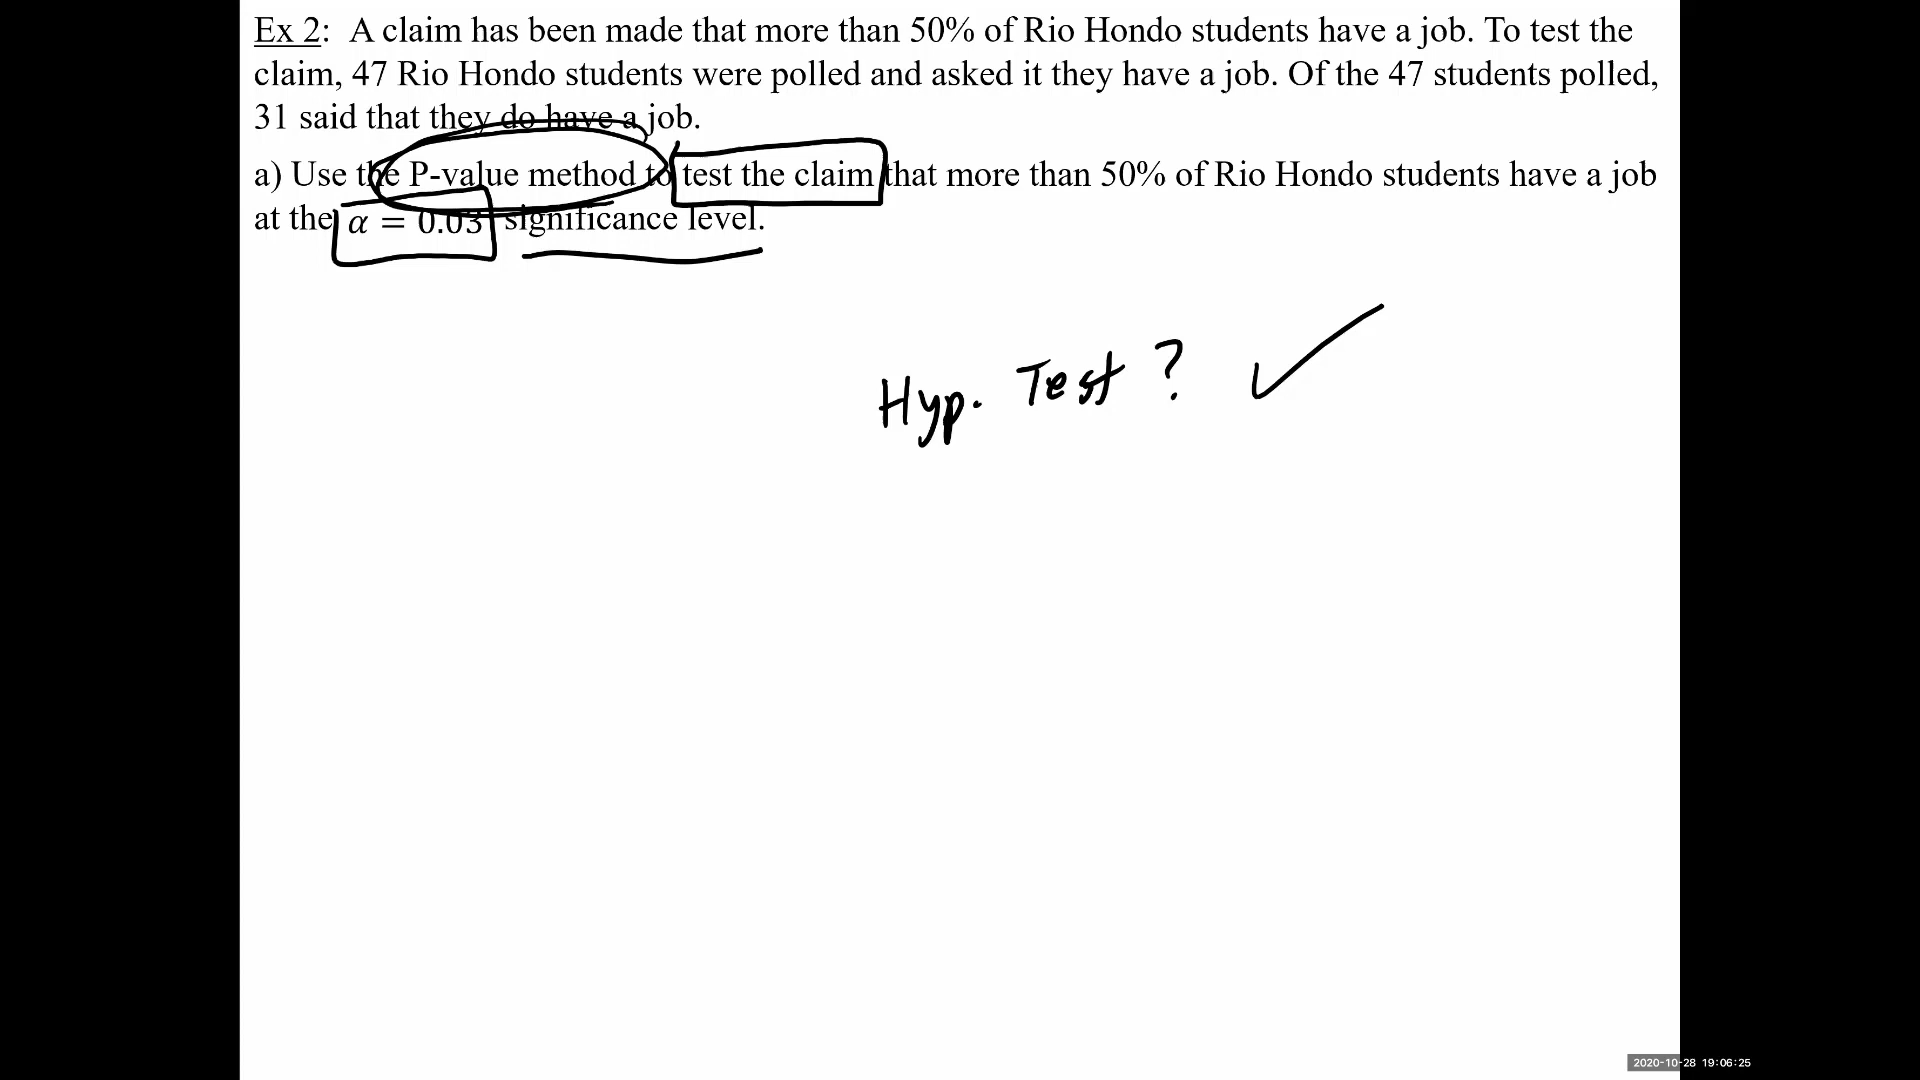 Ex 2: A claim has been made that more than 50% of Rio Hondo students have a job. To test the
claim, 47 Rio Hondo students were polled and asked it they have a job. Of the 47 students polled,
31 said that they do have a job.
a) Use the P-value method to test the claim that more than 50% of Rio Hondo students have a job
at the α = 0.03 significance level.
Hyp. Test ?
2020-10-28 19:06:25